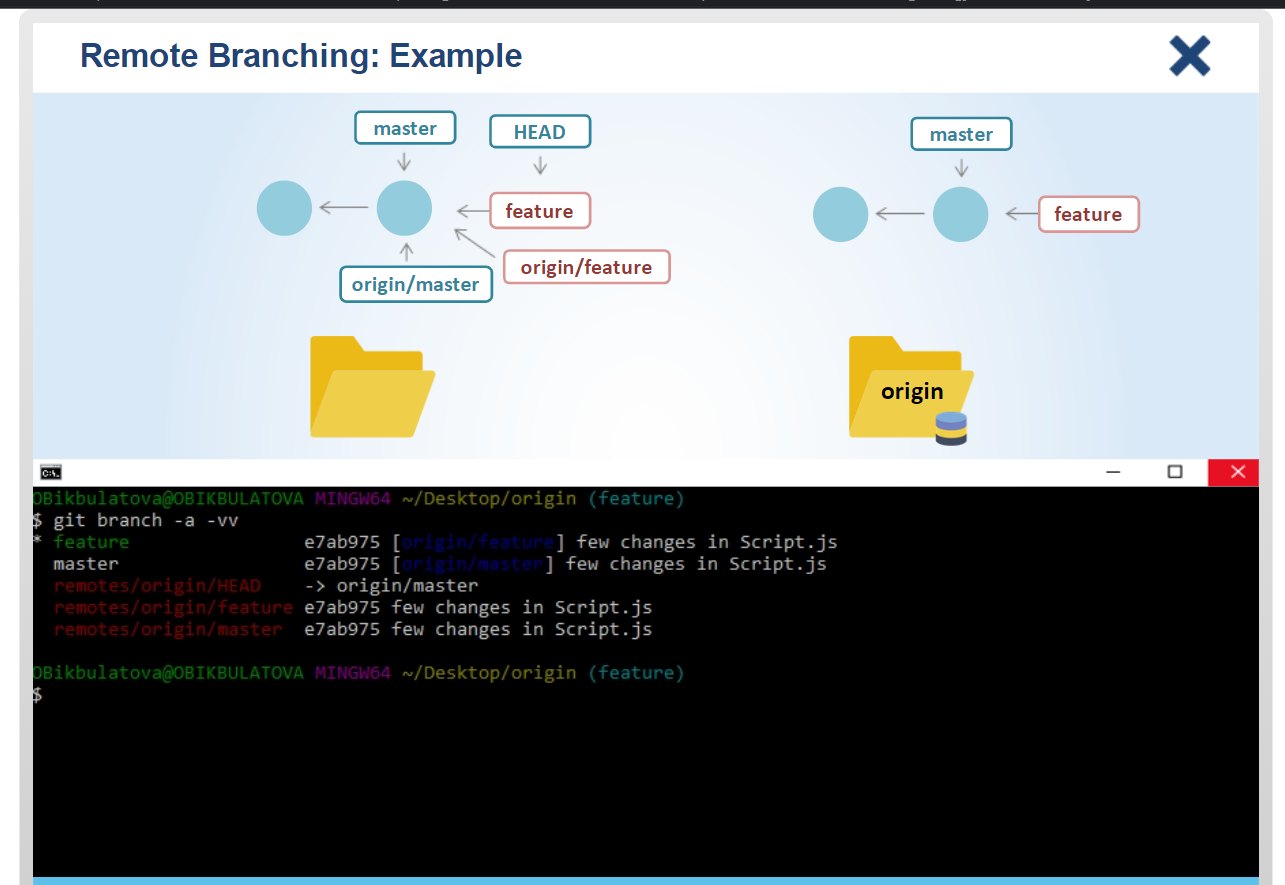 Remote Branching: Example
master
HEAD
feature
origin/feature
origin/master
master
feature
origin
C:\.
OBikbulatova@OBIKBULATOVA MINGW64 ~/Desktop/origin (feature)
$ git branch -a -vv
* feature e7ab975 [origin/feature] few changes in Script.js
master e7ab975 [origin/master] few changes in Script.js
remotes/origin/HEAD -> origin/master
remotes/origin/feature e7ab975 few changes in Script.js
remotes/origin/master e7ab975 few changes in Script.js
OBikbulatova@OBIKBULATOVA MINGW64 ~/Desktop/origin (feature)
$